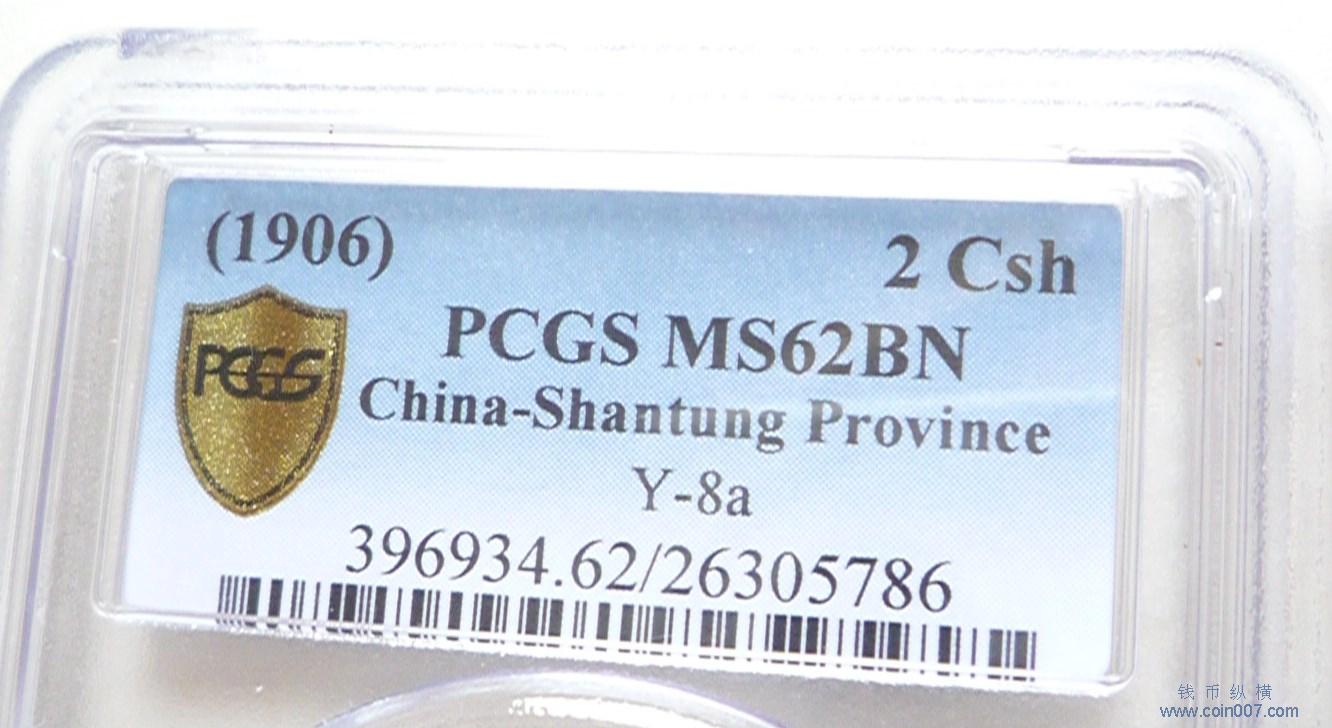 (1906)
2 Csh
PCGS MS62BN
PCGS
China-Shantung Province
Y-8a
396934.62/26305786
钱币纵横
www.coin007.com